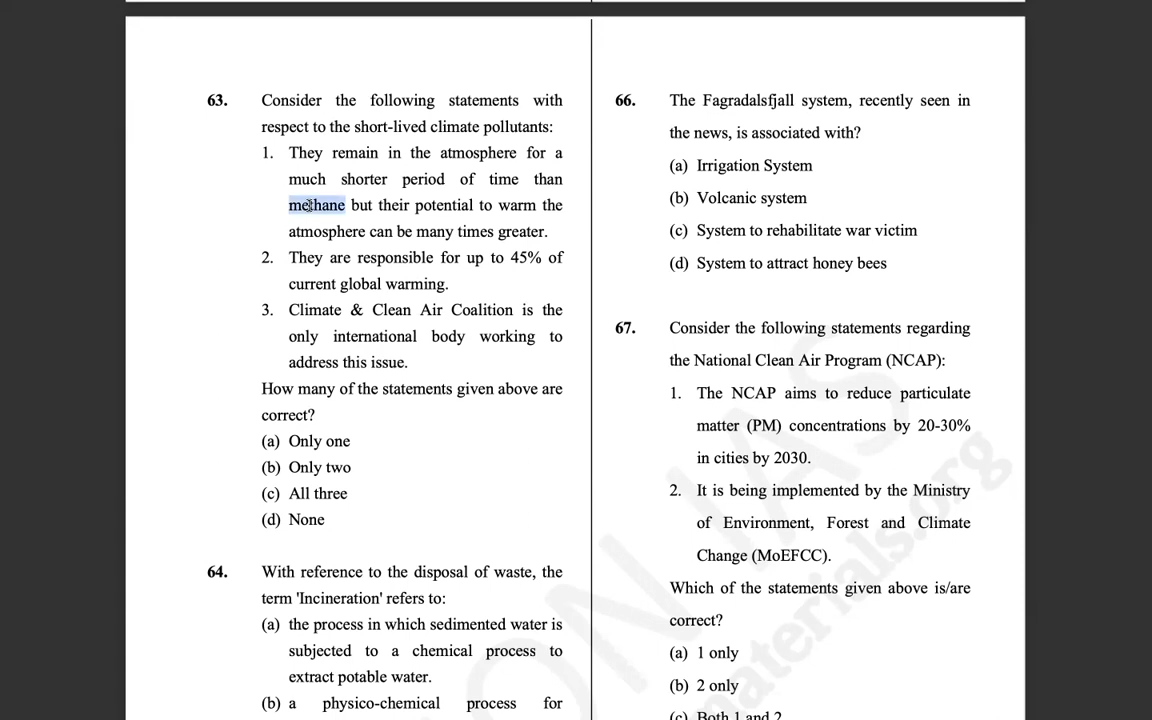 63. Consider the following statements with
respect to the short-lived climate pollutants:
1. They remain in the atmosphere for a
much shorter period of time than
methane but their potential to warm the
atmosphere can be many times greater.
2. They are responsible for up to 45% of
current global warming.
3. Climate & Clean Air Coalition is the
only international body working to
address this issue.
How many of the statements given above are
correct?
(a) Only one
(b) Only two
(c) All three
(d) None
64. With reference to the disposal of waste, the
term 'Incineration' refers to:
(a) the process in which sedimented water is
subjected to a chemical process to
extract potable water.
(b) a physico-chemical process for
66. The Fagradalsfjall system, recently seen in
the news, is associated with?
(a) Irrigation System
(b) Volcanic system
(c) System to rehabilitate war victim
(d) System to attract honey bees
67. Consider the following statements regarding
the National Clean Air Program (NCAP):
1. The NCAP aims to reduce particulate
matter (PM) concentrations by 20-30%
in cities by 2030.
2. It is being implemented by the Ministry
of Environment, Forest and Climate
Change (MoEFCC).
Which of the statements given above is/are
correct?
(a) 1 only
(b) 2 only
(c) Both 1 and 2